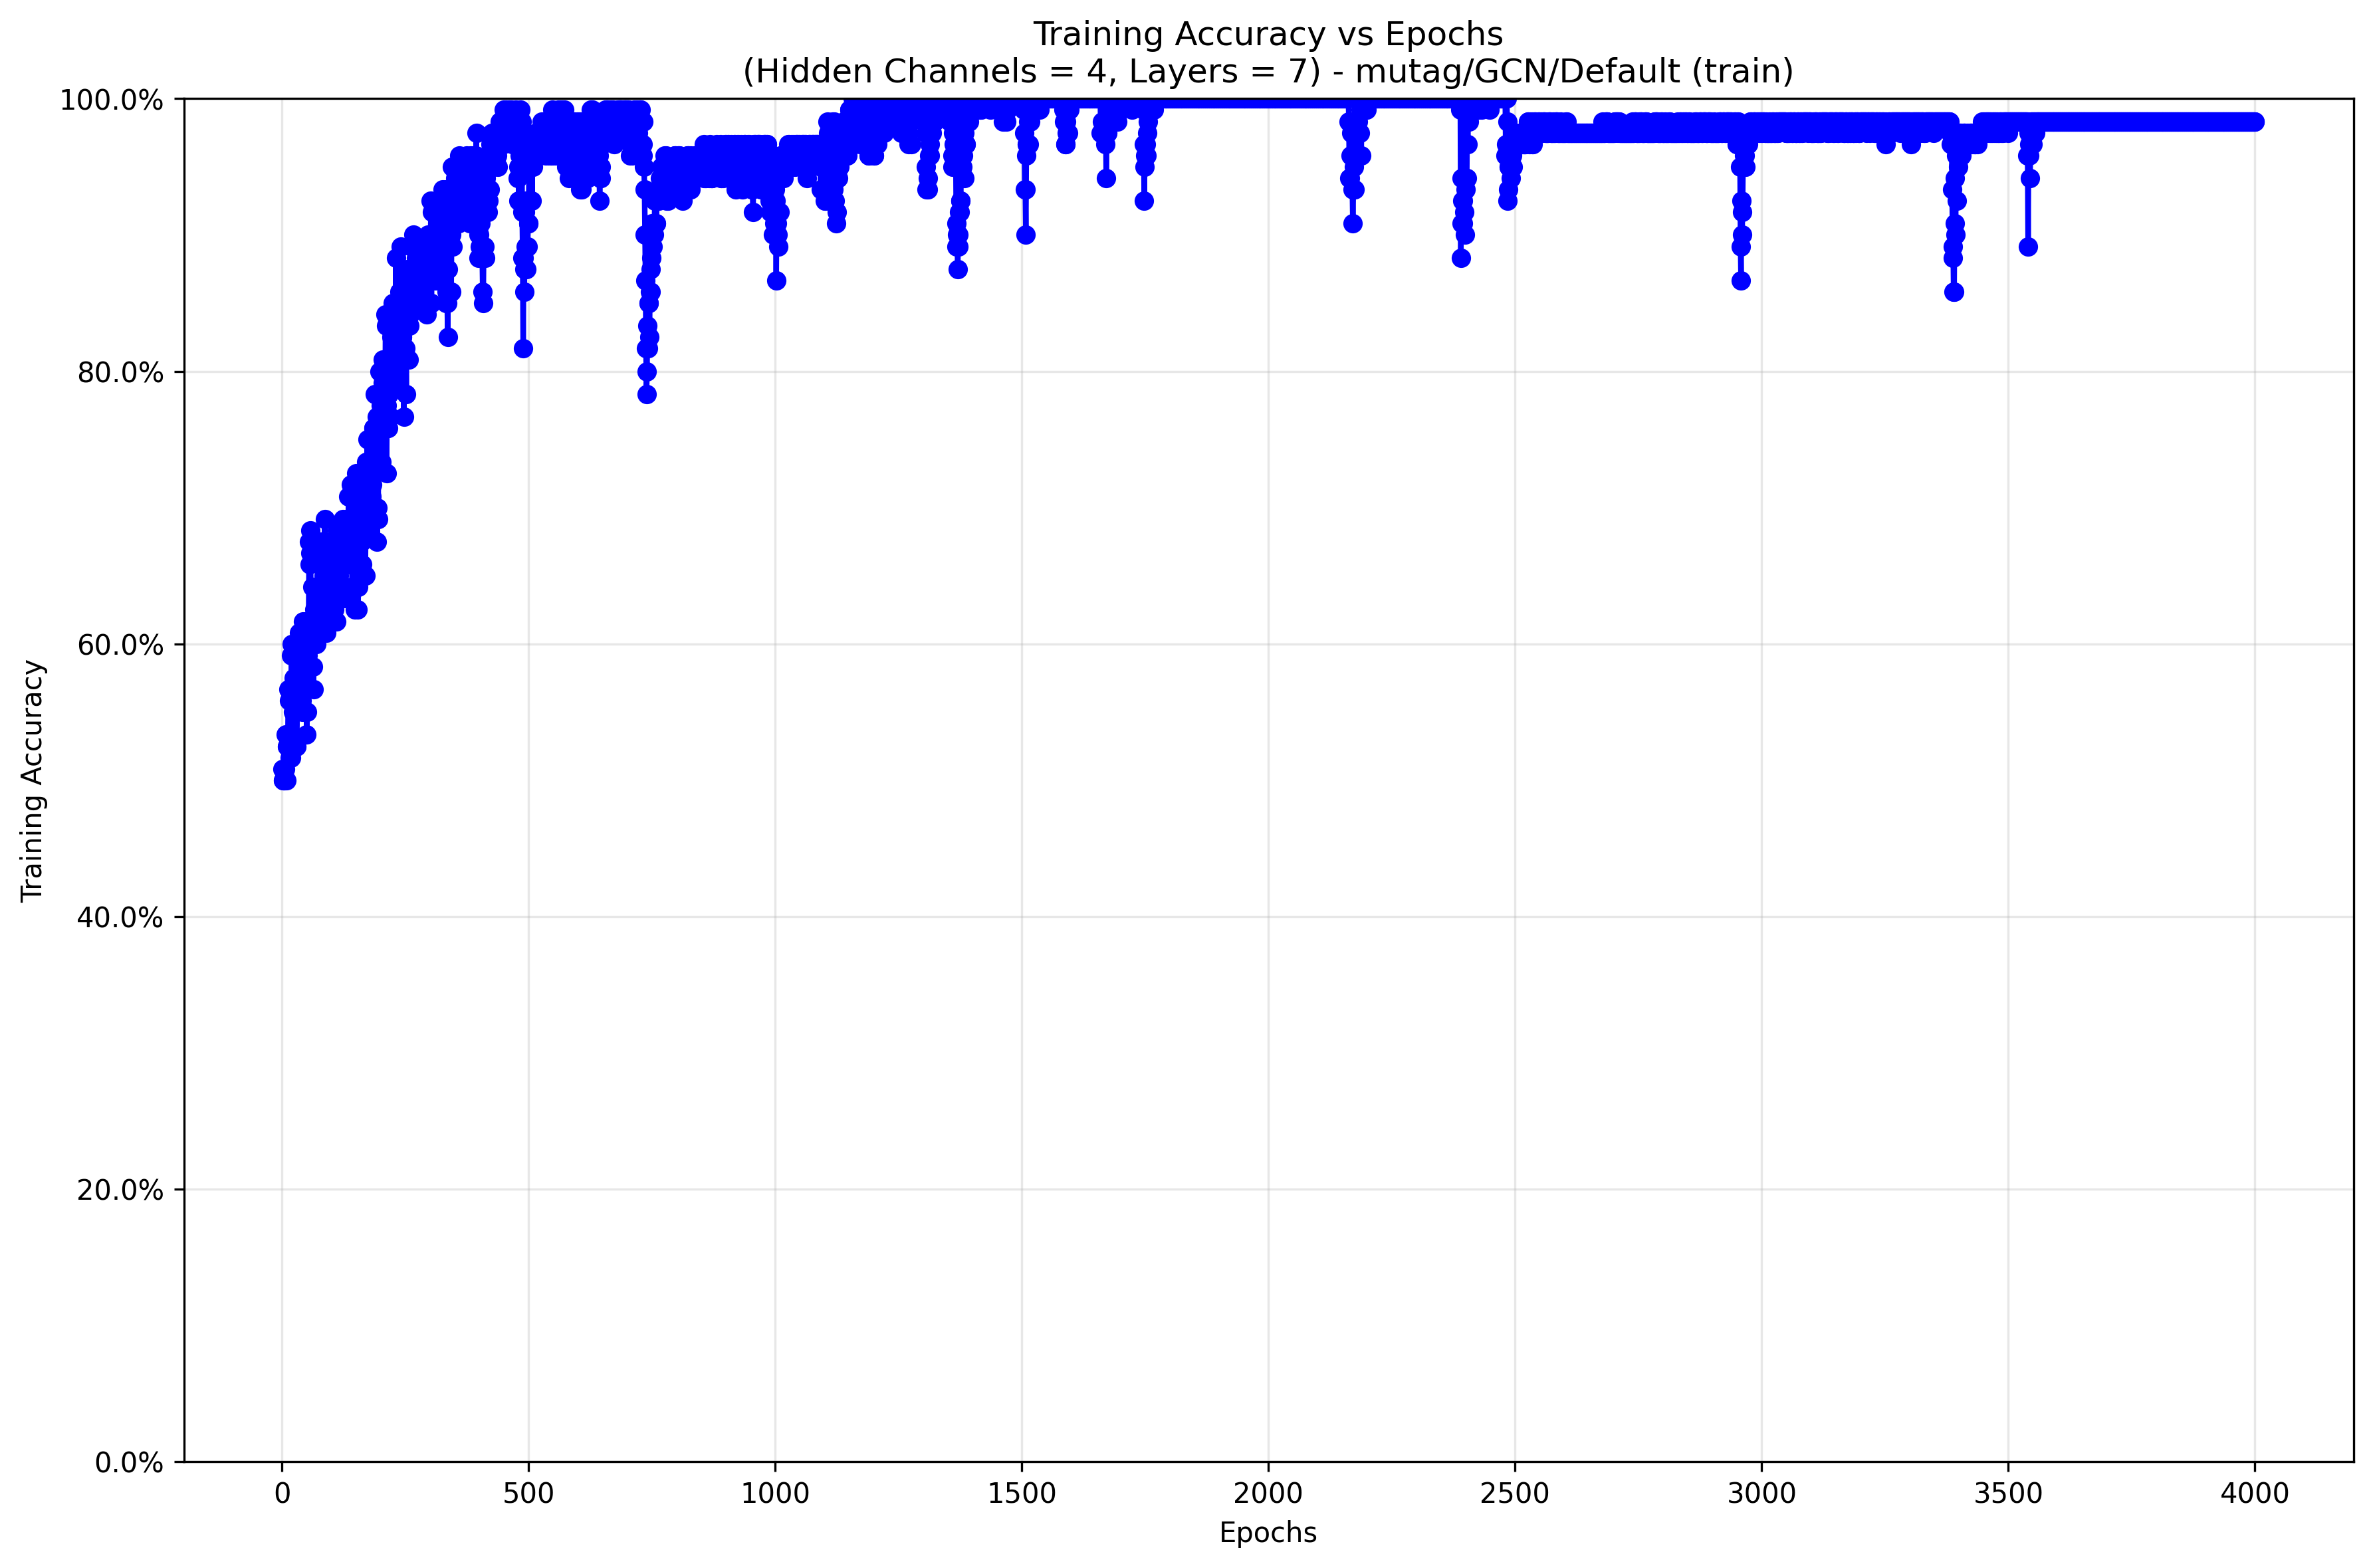 Training Accuracy vs Epochs
(Hidden Channels = 4, Layers = 7) - mutag/GCN/Default (train)
100.0%
80.0%
60.0%
40.0%
20.0%
0.0%
Training Accuracy
0 500 1000 1500 2000 2500 3000 3500 4000
Epochs